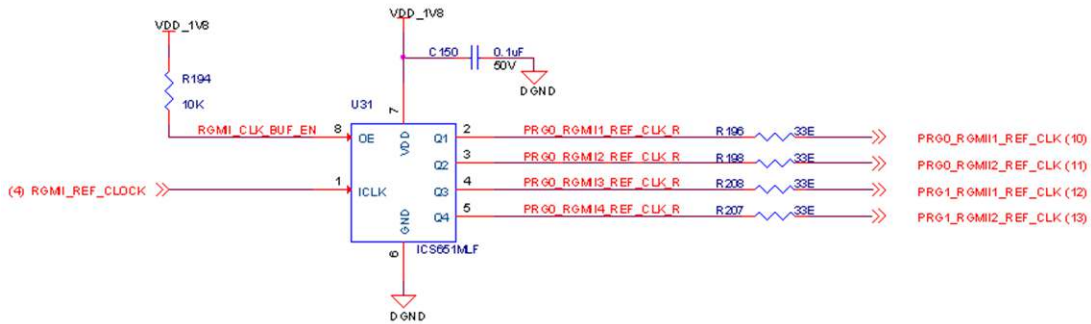 VDD_1V8
VDD_1V8
R194
10K
C150
0.1uF
50V
DGND
U31
7
RGMII_CLK_BUF_EN
8
OE
VDD
Q1
2
PRG0_RGMII1_REF_CLK_R
R196
33E
PRG0_RGMII1_REF_CLK (10)
Q2
3
PRG0_RGMII2_REF_CLK_R
R198
33E
PRG0_RGMII2_REF_CLK (11)
(4) RGMII_REF_CLOCK
1
ICLK
Q3
4
PRG0_RGMII3_REF_CLK_R
R208
33E
PRG1_RGMII1_REF_CLK (12)
GND
Q4
5
PRG0_RGMII4_REF_CLK_R
R207
33E
PRG1_RGMII2_REF_CLK (13)
6
ICS651MLF
DGND